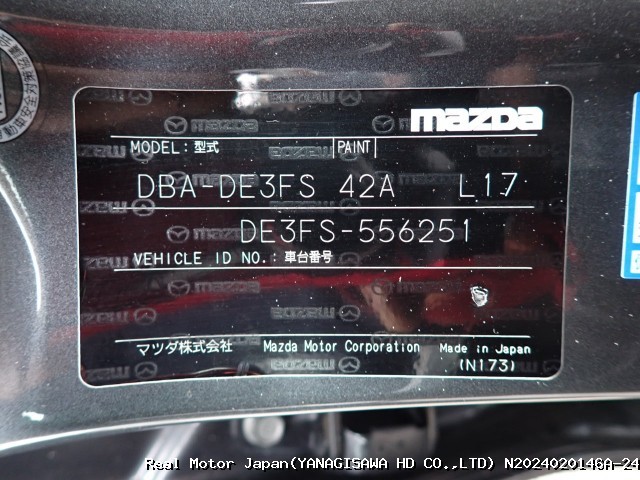 mazda
MODEL: 型式 PAINT
DBA-DE3FS 42A L17
DE3FS-556251
VEHICLE ID NO.: 車台番号
マツダ株式会社 Mazda Motor Corporation Made in Japan
(N173)
Real Motor Japan(YANAGISAWA HD CO.,LTD) N2024020146A-24